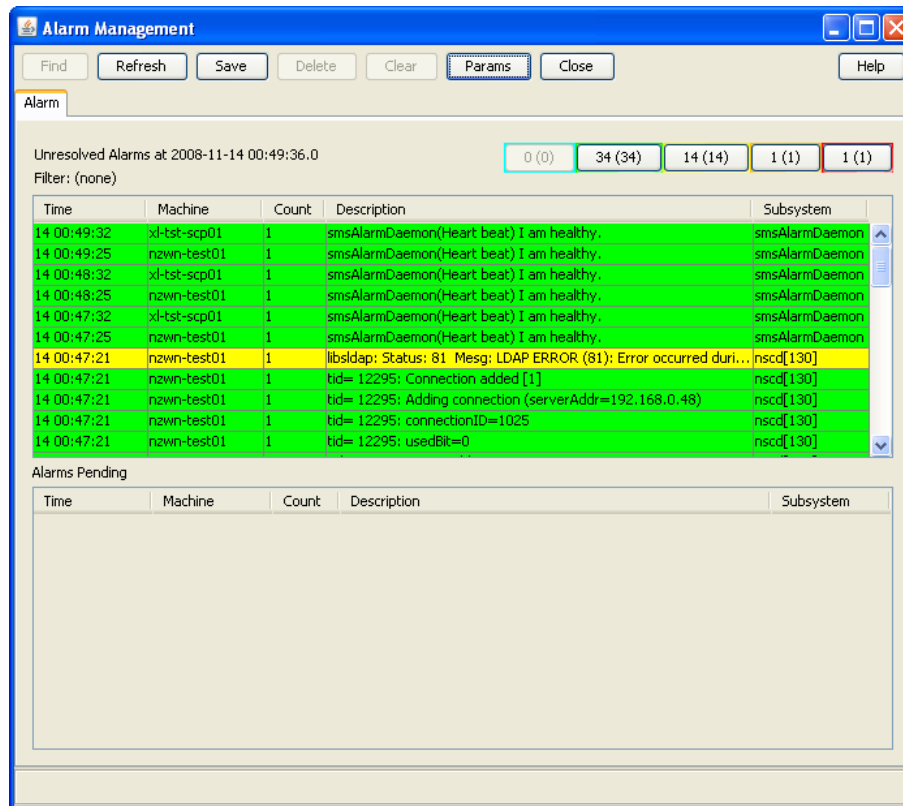 Alarm Management
Find Refresh Save Delete Clear Params Close Help
Alarm
Unresolved Alarms at 2008-11-14 00:49:36.0 0 (0) 34 (34) 14 (14) 1 (1) 1 (1)
Filter: (none)
Time Machine Count Description Subsystem
14 00:49:32 xl-tst-scp01 1 smsAlarmDaemon(Heart beat) I am healthy. smsAlarmDaemon
14 00:49:25 nzwn-test01 1 smsAlarmDaemon(Heart beat) I am healthy. smsAlarmDaemon
14 00:48:32 xl-tst-scp01 1 smsAlarmDaemon(Heart beat) I am healthy. smsAlarmDaemon
14 00:48:25 nzwn-test01 1 smsAlarmDaemon(Heart beat) I am healthy. smsAlarmDaemon
14 00:47:32 xl-tst-scp01 1 smsAlarmDaemon(Heart beat) I am healthy. smsAlarmDaemon
14 00:47:25 nzwn-test01 1 smsAlarmDaemon(Heart beat) I am healthy. smsAlarmDaemon
14 00:47:21 nzwn-test01 1 libsldap: Status: 81 Mesg: LDAP ERROR (81): Error occurred duri... nscd[130]
14 00:47:21 nzwn-test01 1 tid= 12295: Connection added [1] nscd[130]
14 00:47:21 nzwn-test01 1 tid= 12295: Adding connection (serverAddr=192.168.0.48) nscd[130]
14 00:47:21 nzwn-test01 1 tid= 12295: connectionID=1025 nscd[130]
14 00:47:21 nzwn-test01 1 tid= 12295: usedBit=0 nscd[130]
Alarms Pending
Time Machine Count Description Subsystem